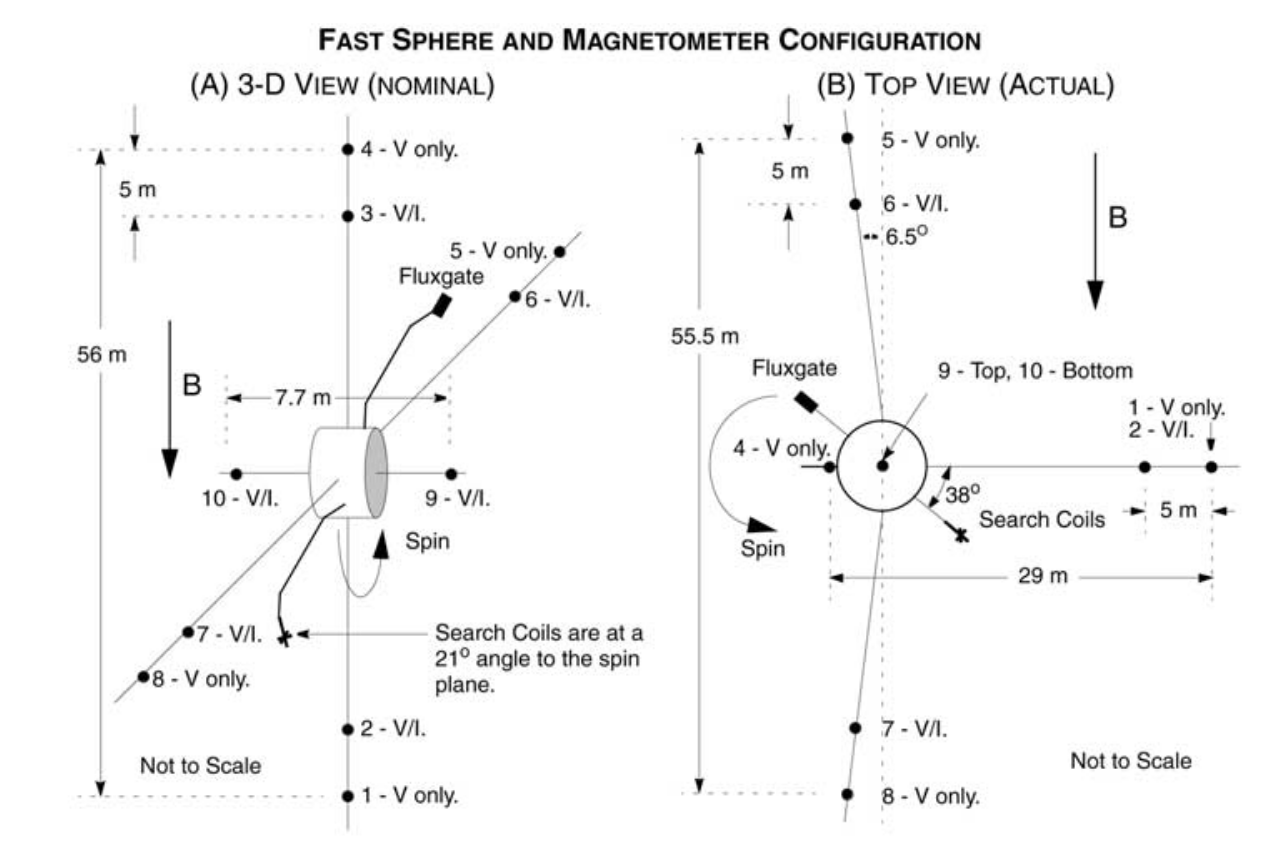 FAST SPHERE AND MAGNETOMETER CONFIGURATION
(A) 3-D VIEW (NOMINAL)
4 - V only.
5 m
3 - V/I.
5 - V only.
Fluxgate
6 - V/I.
56 m
B
7.7 m
10 - V/I.
9 - V/I.
Spin
7 - V/I.
Search Coils are at a
21° angle to the spin
plane.
8 - V only.
2 - V/I.
Not to Scale
1 - V only.
(B) TOP VIEW (ACTUAL)
5 - V only.
5 m
6 - V/I.
B
6.5°
55.5 m
Fluxgate
9 - Top, 10 - Bottom
1 - V only.
2 - V/I.
4 - V only.
38°
5 m
Search Coils
Spin
29 m
7 - V/I.
Not to Scale
8 - V only.